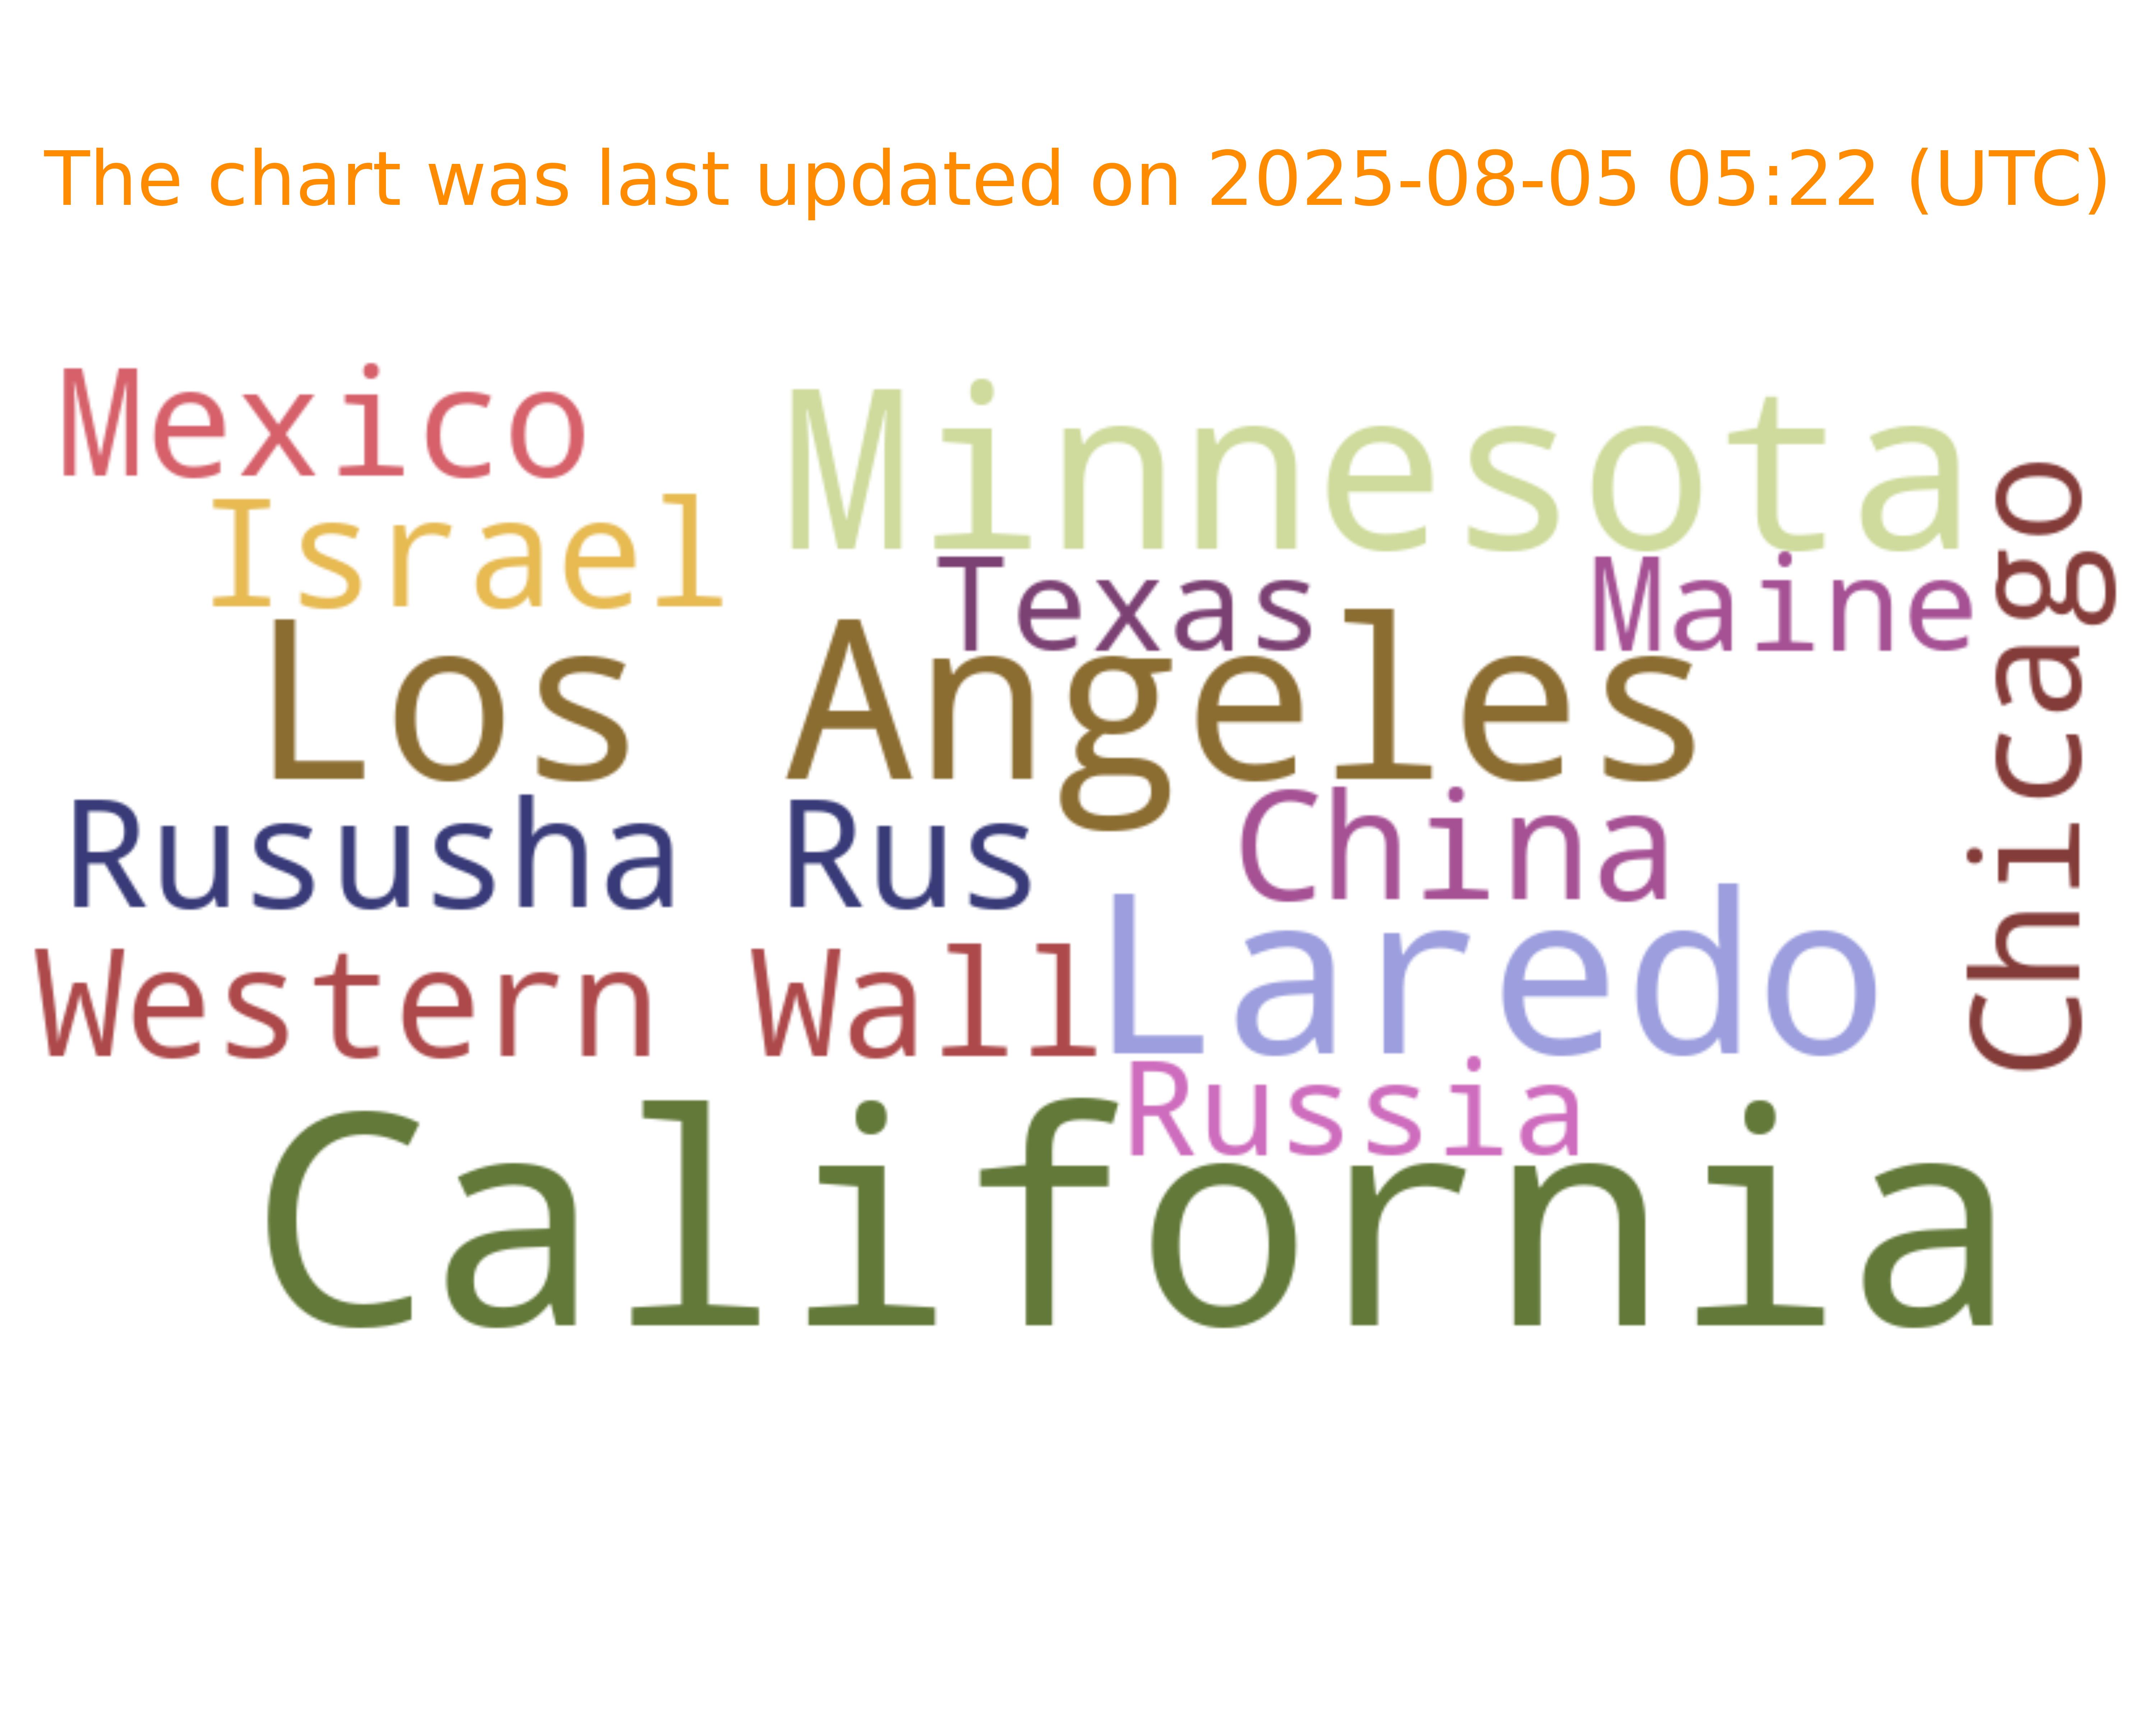 The chart was last updated on 2025-08-05 05:22 (UTC)
Mexico
Minnesota
Israel
Texas
Maine
Los Angeles
Chicago
Rususha Rus
China
Western Wall
Laredo
Russia
California